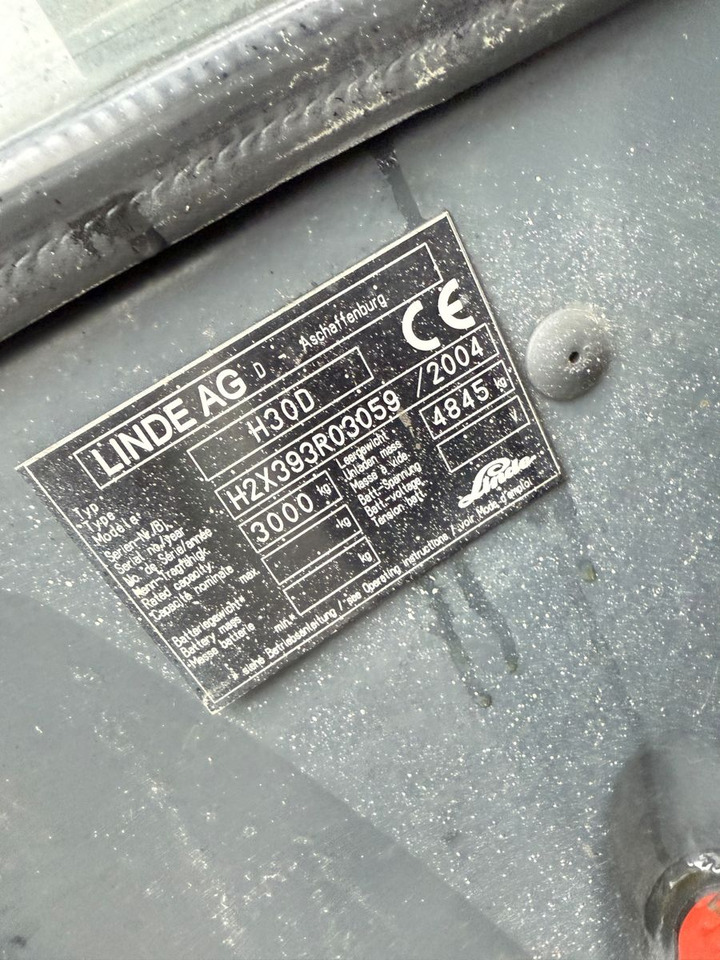 LINDE AG D - Aschaffenburg
CE
Typ
Type
Modèle*
H30D
Serien-Nr./Bj.
Serial no./year
No. de Série/année
H2X393R03059 /2004
Nenn-Tragfähigk.
Rated capacity
Capacité nominale
3000 kg
Leergewicht
Unladen mass
Masse à vide
4845 kg
Batteriegewicht*
Battery mass
*Masse batterie
max. kg
min.* kg
Batt-Spannung
Batt-voltage
Tension batt.
V
Linde
* siehe Betriebsanleitung / see Operating instructions / voir Mode d'emploi